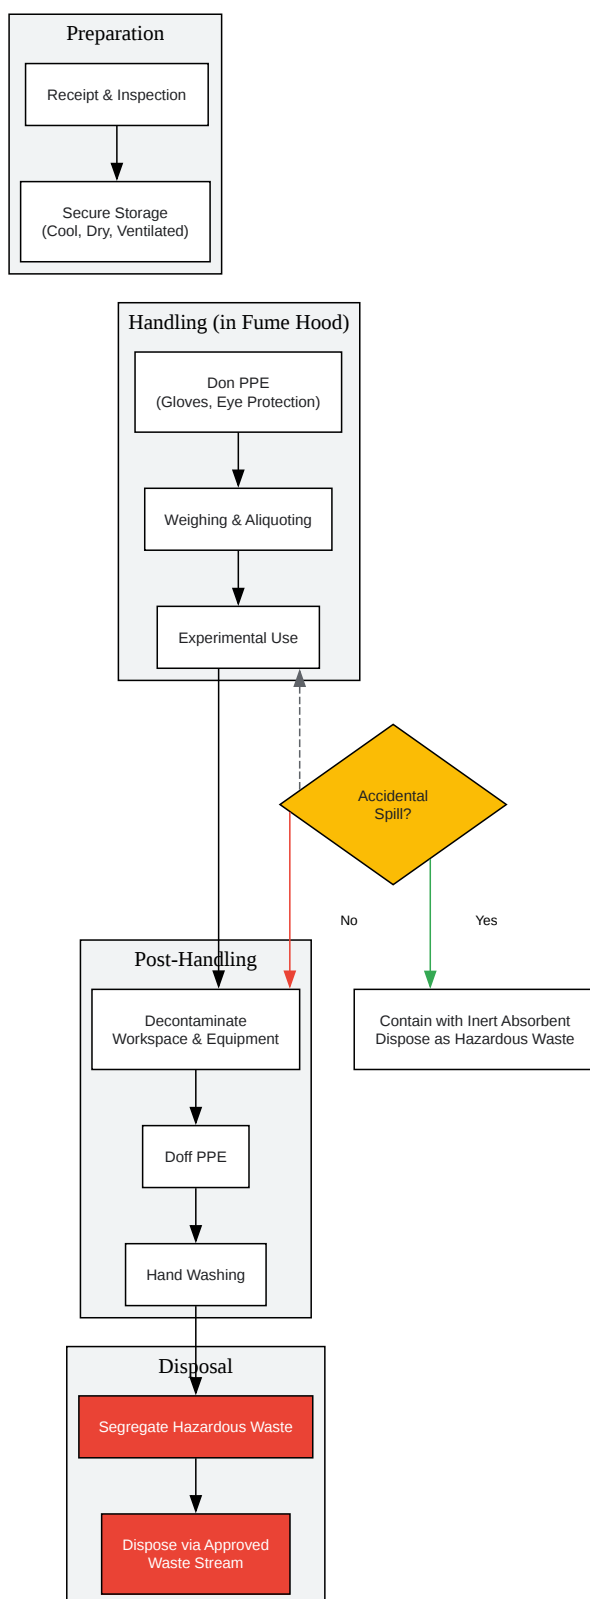 Preparation
Receipt & Inspection
Secure Storage
(Cool, Dry, Ventilated)
Handling (in Fume Hood)
Don PPE
(Gloves, Eye Protection)
Weighing & Aliquoting
Experimental Use
Accidental
Spill?
No
Yes
Post-Handling
Decontaminate
Workspace & Equipment
Contain with Inert Absorbent
Dispose as Hazardous Waste
Doff PPE
Hand Washing
Disposal
Segregate Hazardous Waste
Dispose via Approved
Waste Stream